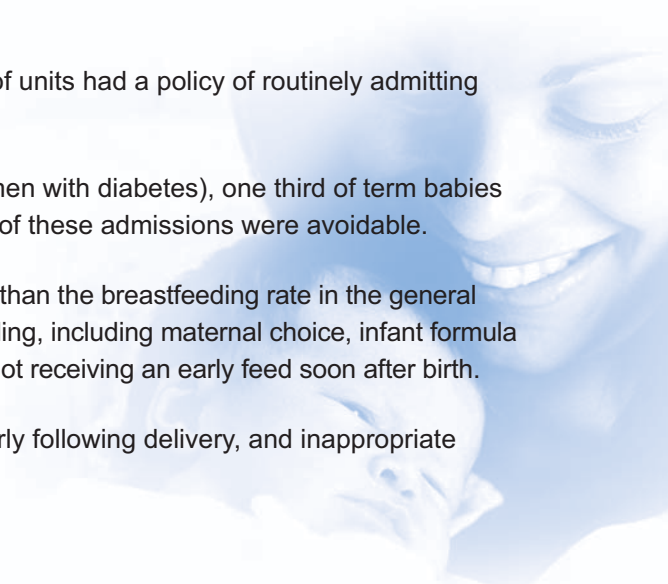 of units had a policy of routinely admitting
men with diabetes), one third of term babies
of these admissions were avoidable.
than the breastfeeding rate in the general
ling, including maternal choice, infant formula
ot receiving an early feed soon after birth.
rly following delivery, and inappropriate